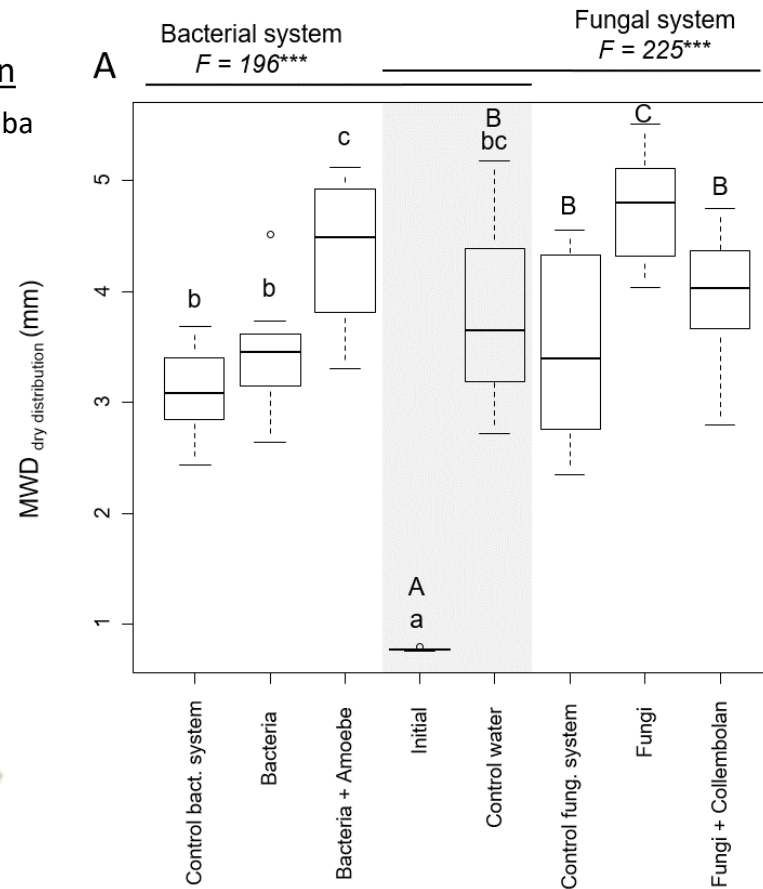 Bacterial system
F = 196***
Fungal system
F = 225***
n
A
ba
B
bc
C
c
B
B
b
b
A
a
5
4
3
2
1
MWD dry distribution (mm)
Control bact. system
Bacteria
Bacteria + Amoebe
Initial
Control water
Control fung. system
Fungi
Fungi + Collembolan